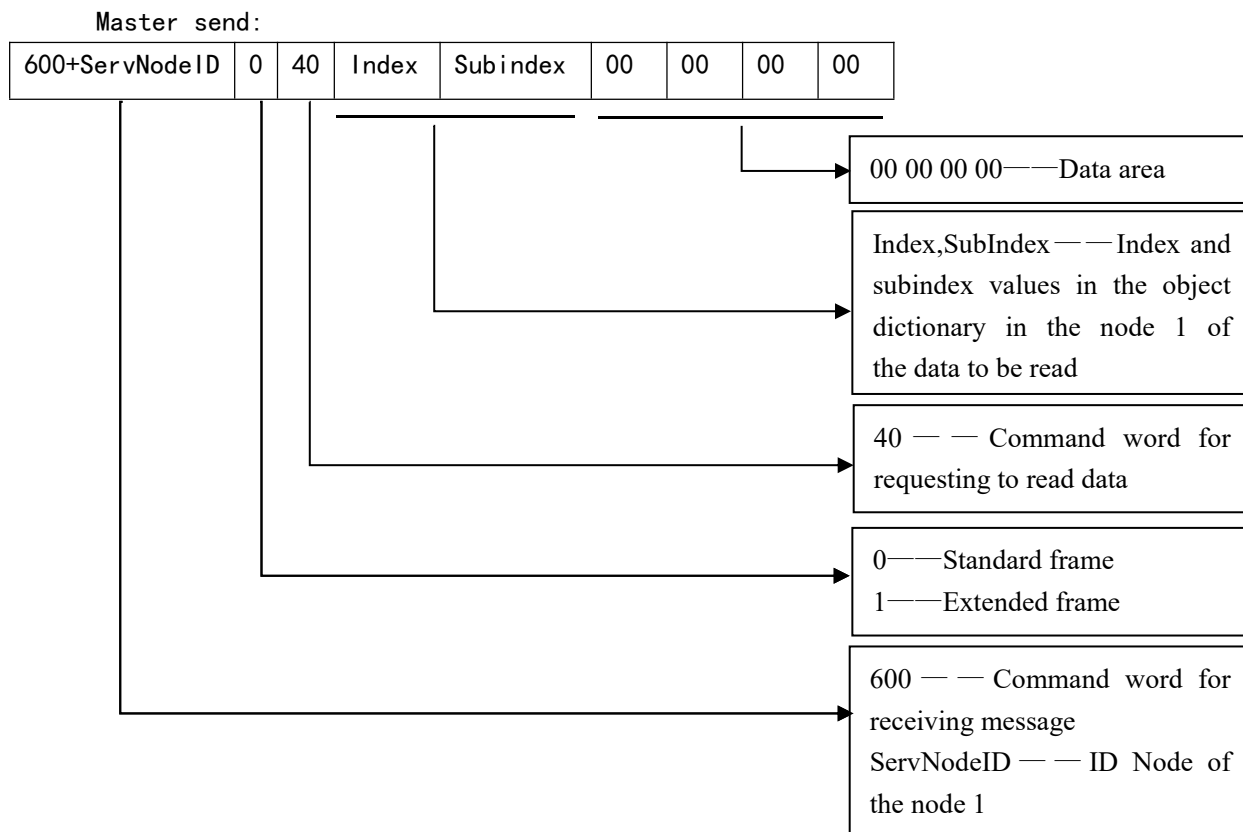 Master send:
600+ServNodeID 0 40 Index Subindex 00 00 00 00
00 00 00 00——Data area
Index,SubIndex——Index and
subindex values in the object
dictionary in the node 1 of
the data to be read
40——Command word for
requesting to read data
0——Standard frame
1——Extended frame
600——Command word for
receiving message
ServNodeID——ID Node of
the node 1